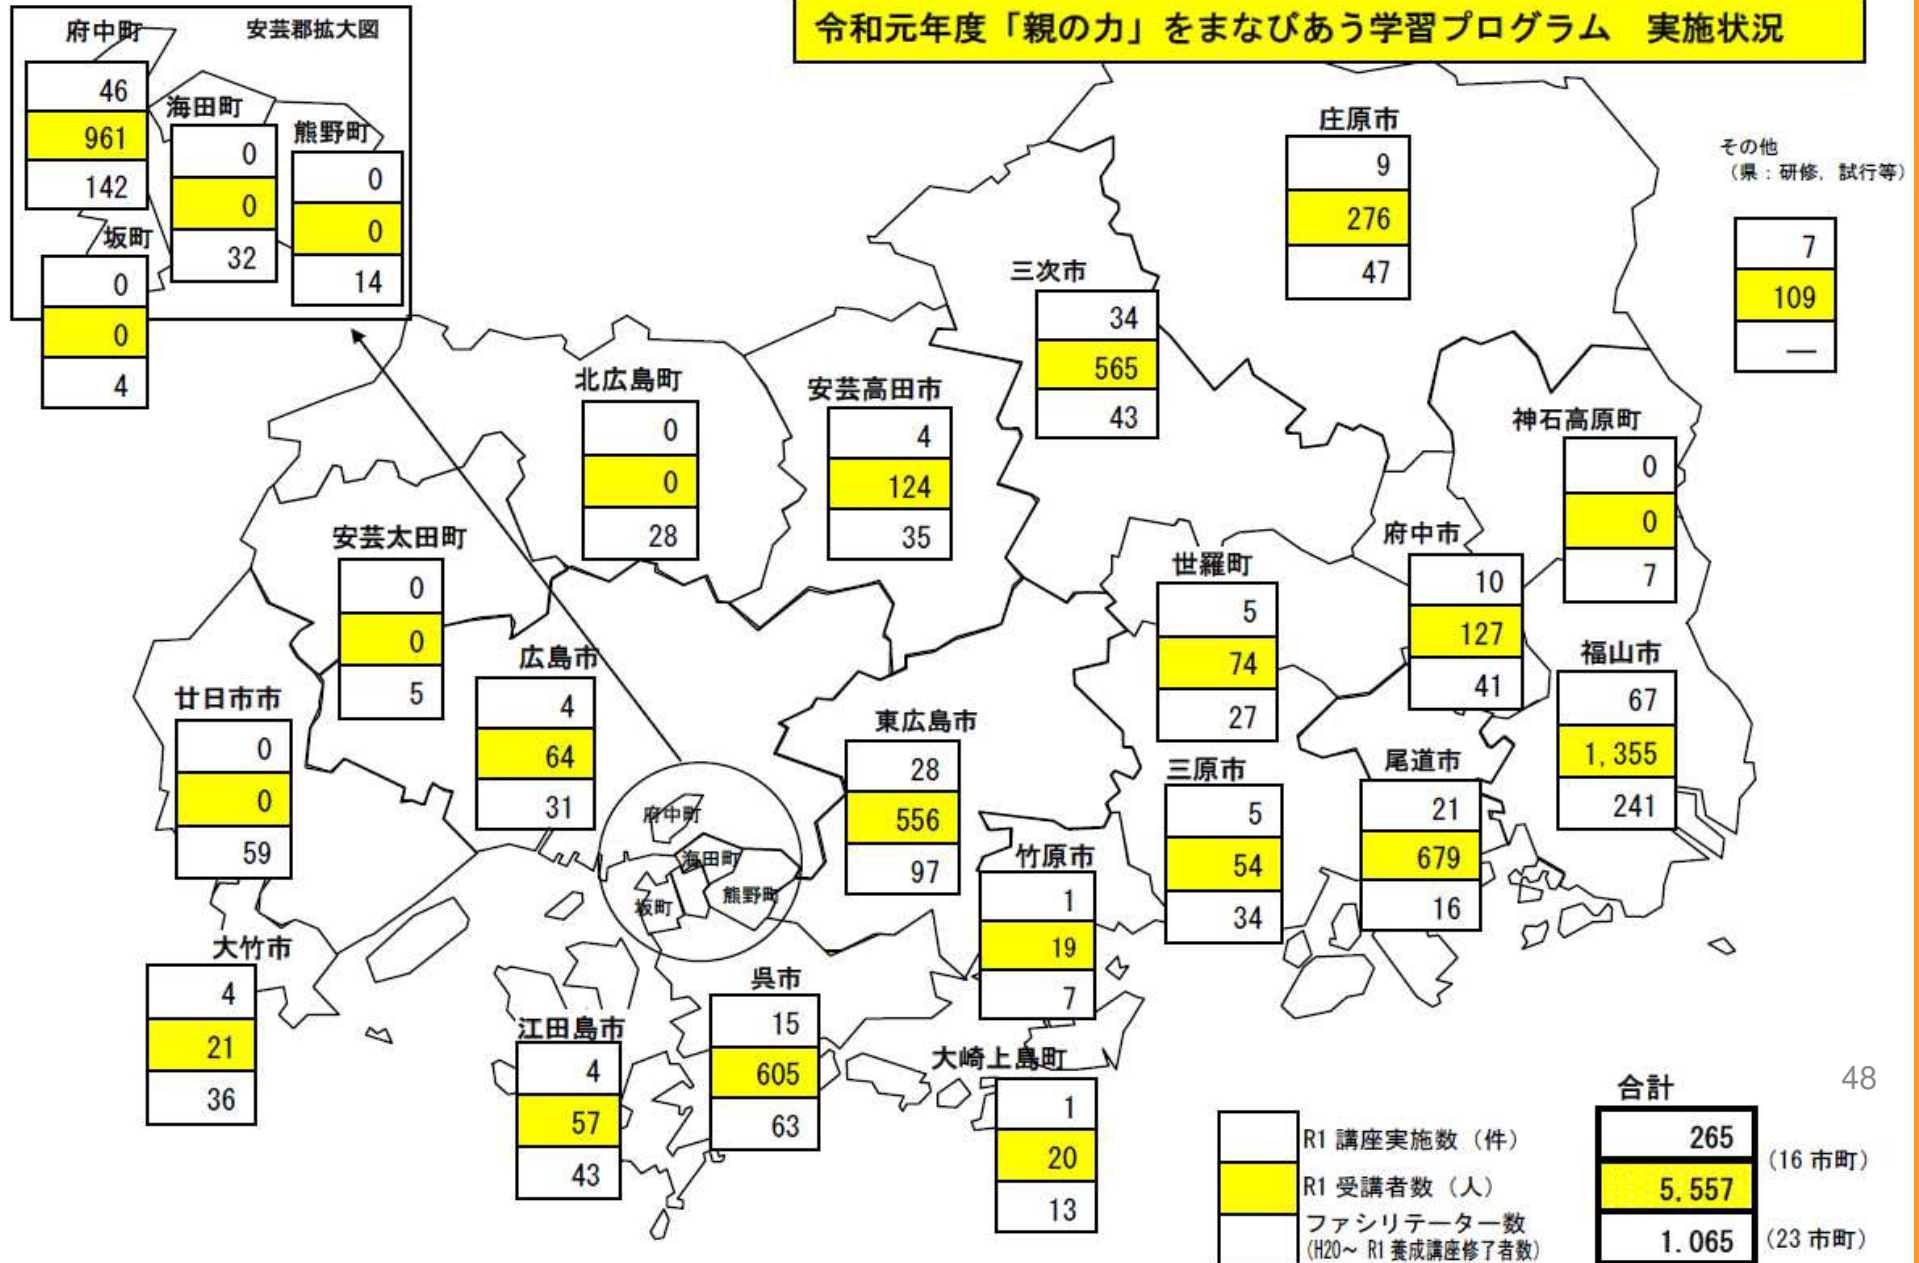 令和元年度「親の力」をまなびあう学習プログラム　実施状況
安芸郡拡大図
府中町
46
961
142
海田町
0
0
32
熊野町
0
0
14
坂町
0
0
4
庄原市
9
276
47
その他
（県：研修，試行等）
7
109
―
三次市
34
565
43
北広島町
0
0
28
安芸高田市
4
124
35
神石高原町
0
0
7
安芸太田町
0
0
5
府中市
10
127
41
世羅町
5
74
27
広島市
4
64
31
福山市
67
1,355
241
廿日市市
0
0
59
東広島市
28
556
97
三原市
5
54
34
尾道市
21
679
16
府中町
海田町
坂町
熊野町
竹原市
1
19
7
大竹市
4
21
36
江田島市
4
57
43
呉市
15
605
63
大崎上島町
1
20
13
R1 講座実施数（件）
R1 受講者数（人）
ファシリテーター数
（H20～ R1 養成講座修了者数）
合計
265
（16 市町）
5.557
1.065
（23 市町）
48